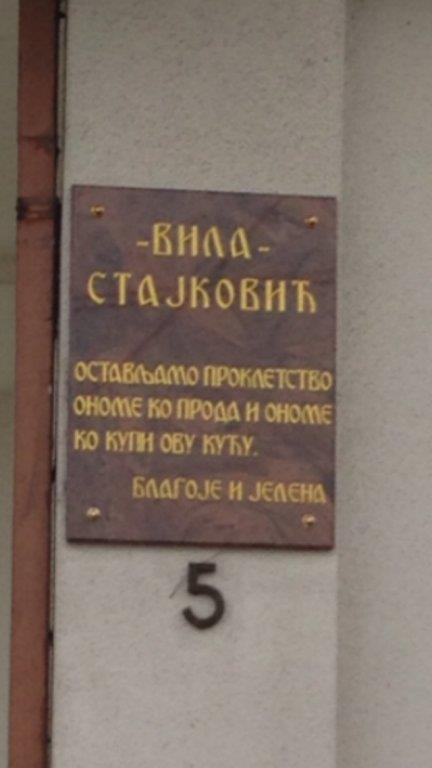 -ВИЛА-
СТАЈКОВИЋ
ОСТАВЉАМО ПРОКЛЕТСТВО
ОНОМЕ КО ПРОДА И ОНОМЕ
КО КУПИ ОВУ КУЋУ.
БЛАГОЈЕ И ЈЕЛЕНА
5